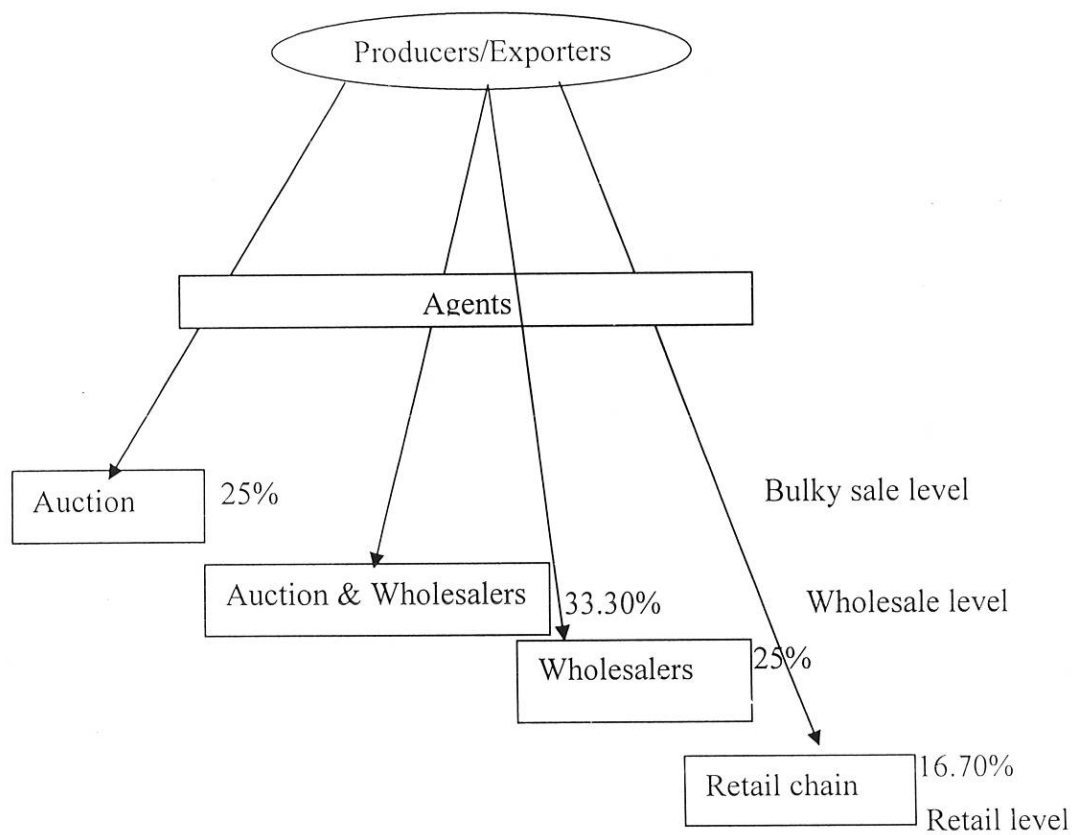 Producers/Exporters
Agents
Auction
25%
Bulky sale level
Auction & Wholesalers
33.30%
Wholesale level
Wholesalers
25%
Retail chain
16.70%
Retail level